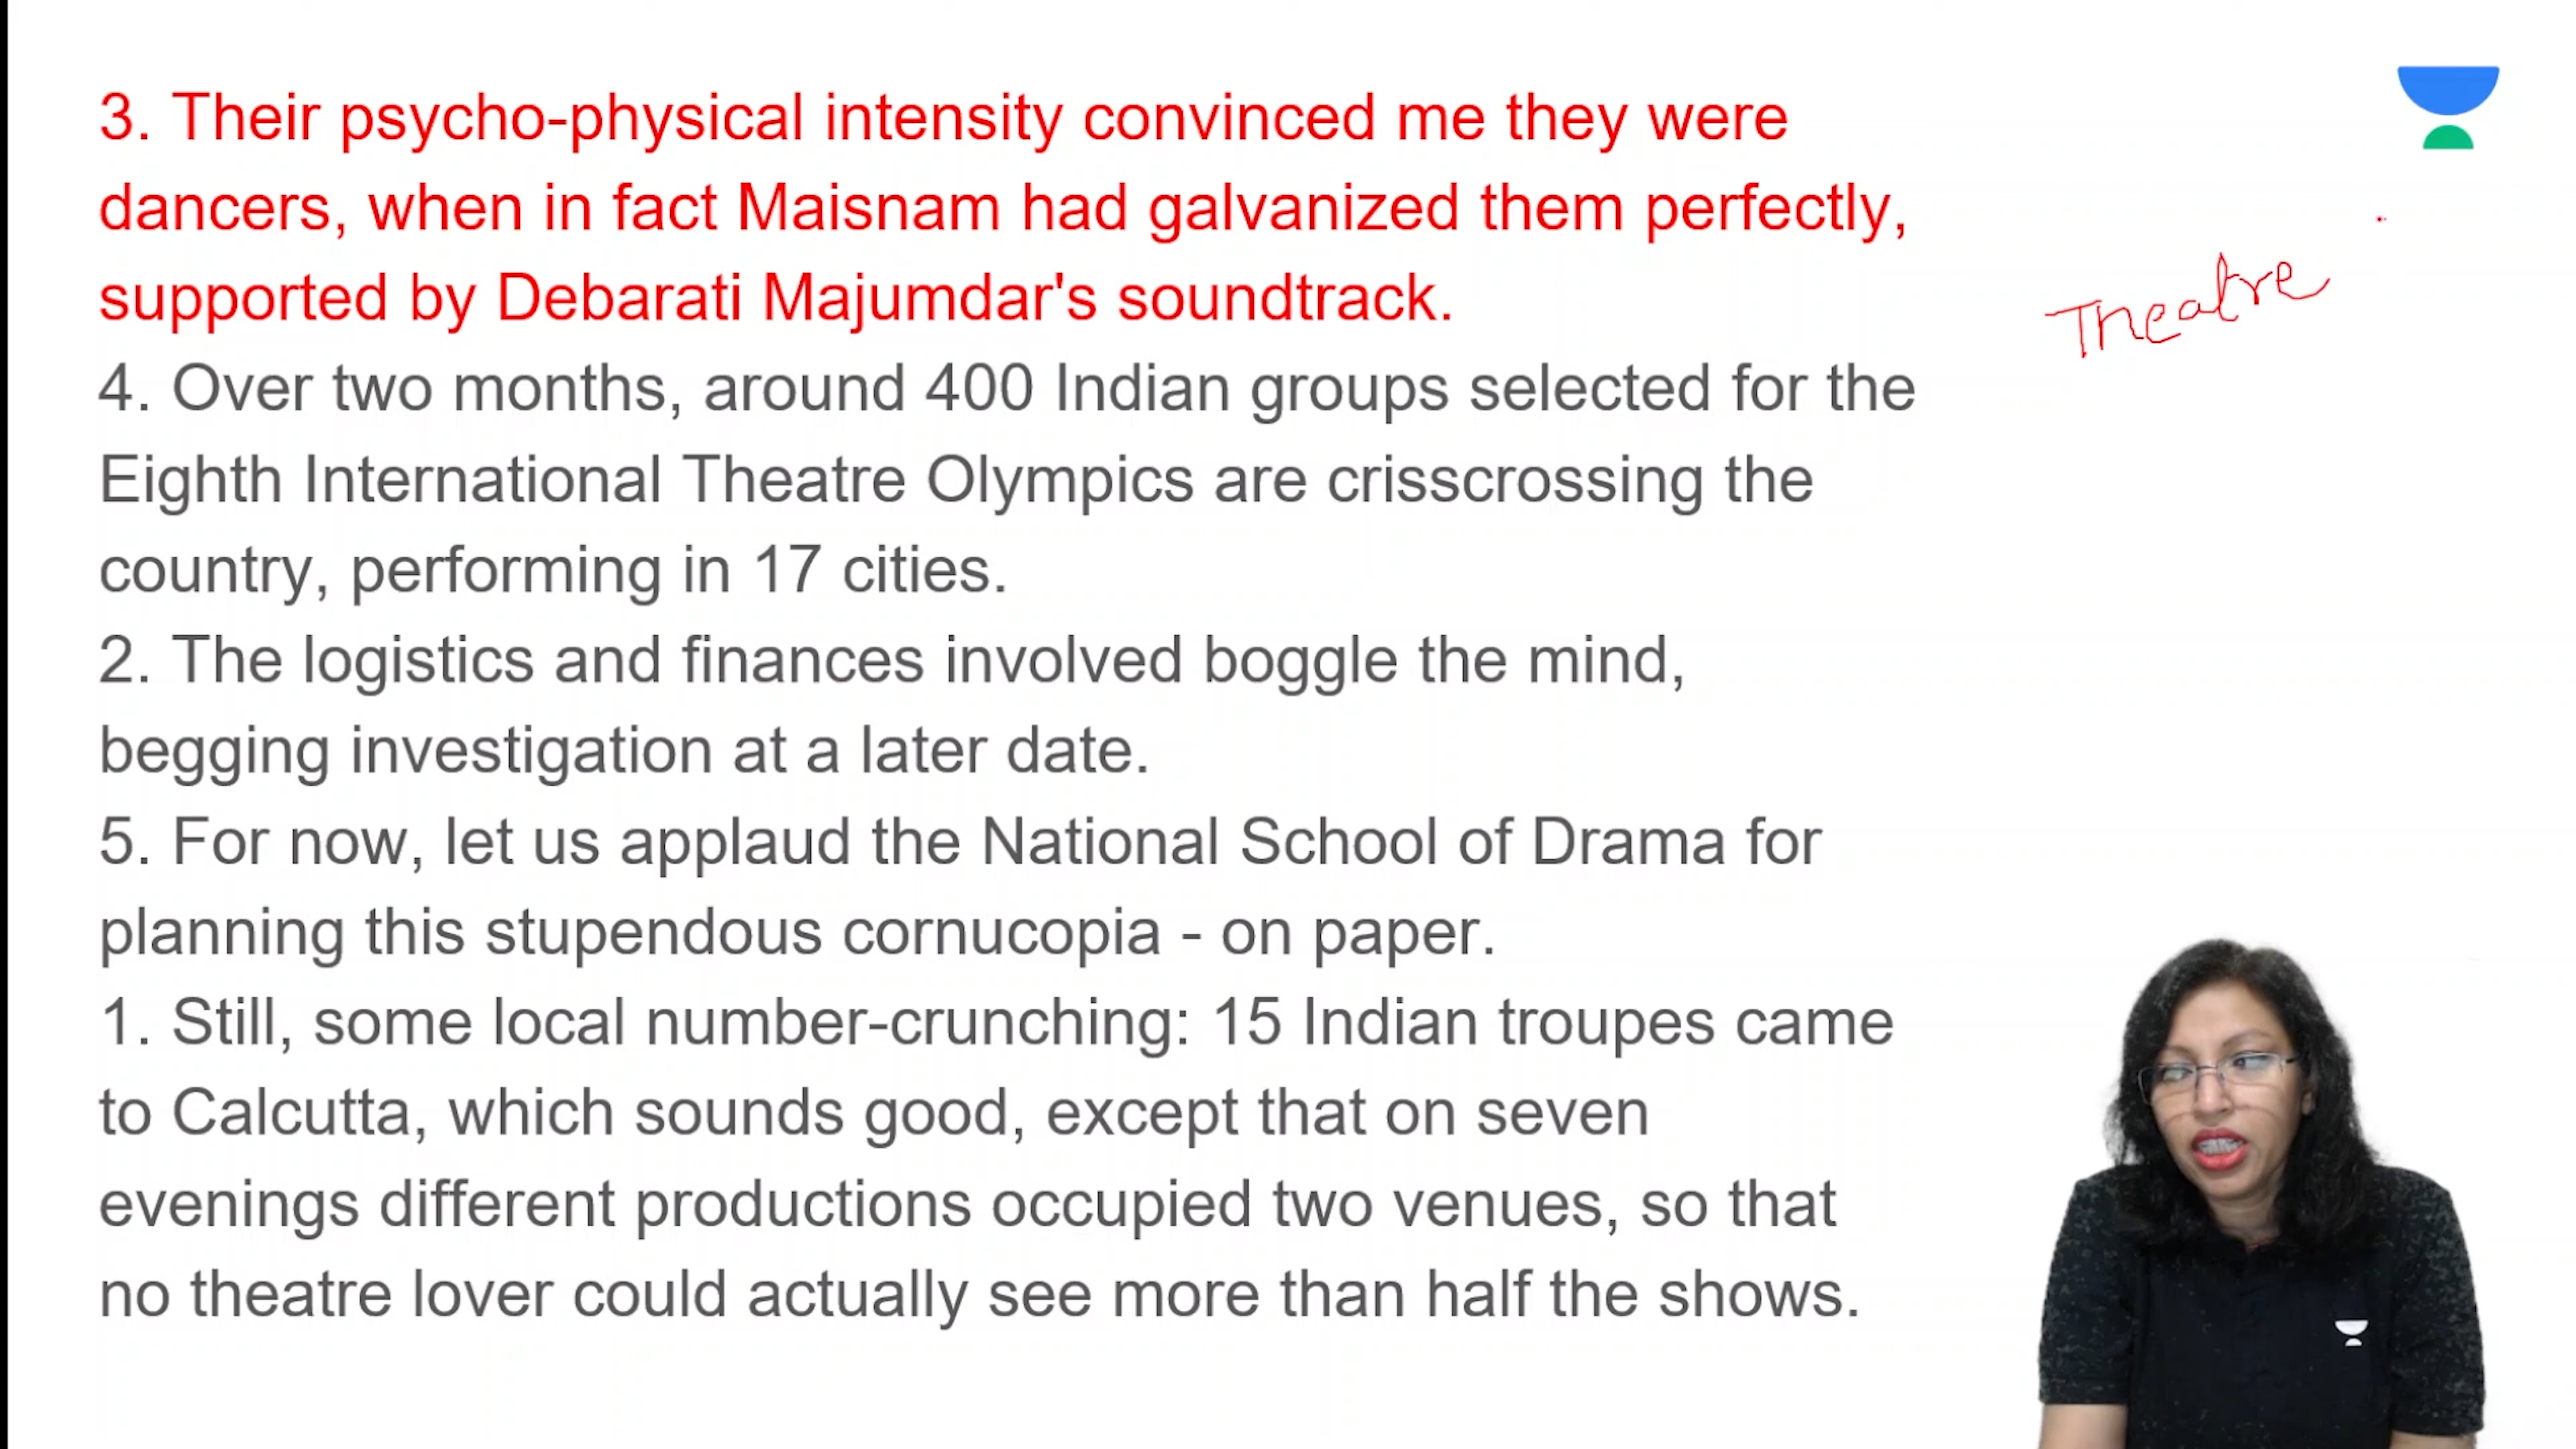 3. Their psycho-physical intensity convinced me they were
dancers, when in fact Maisnam had galvanized them perfectly,
supported by Debarati Majumdar's soundtrack.
Theatre
4. Over two months, around 400 Indian groups selected for the
Eighth International Theatre Olympics are crisscrossing the
country, performing in 17 cities.
2. The logistics and finances involved boggle the mind,
begging investigation at a later date.
5. For now, let us applaud the National School of Drama for
planning this stupendous cornucopia - on paper.
1. Still, some local number-crunching: 15 Indian troupes came
to Calcutta, which sounds good, except that on seven
evenings different productions occupied two venues, so that
no theatre lover could actually see more than half the shows.